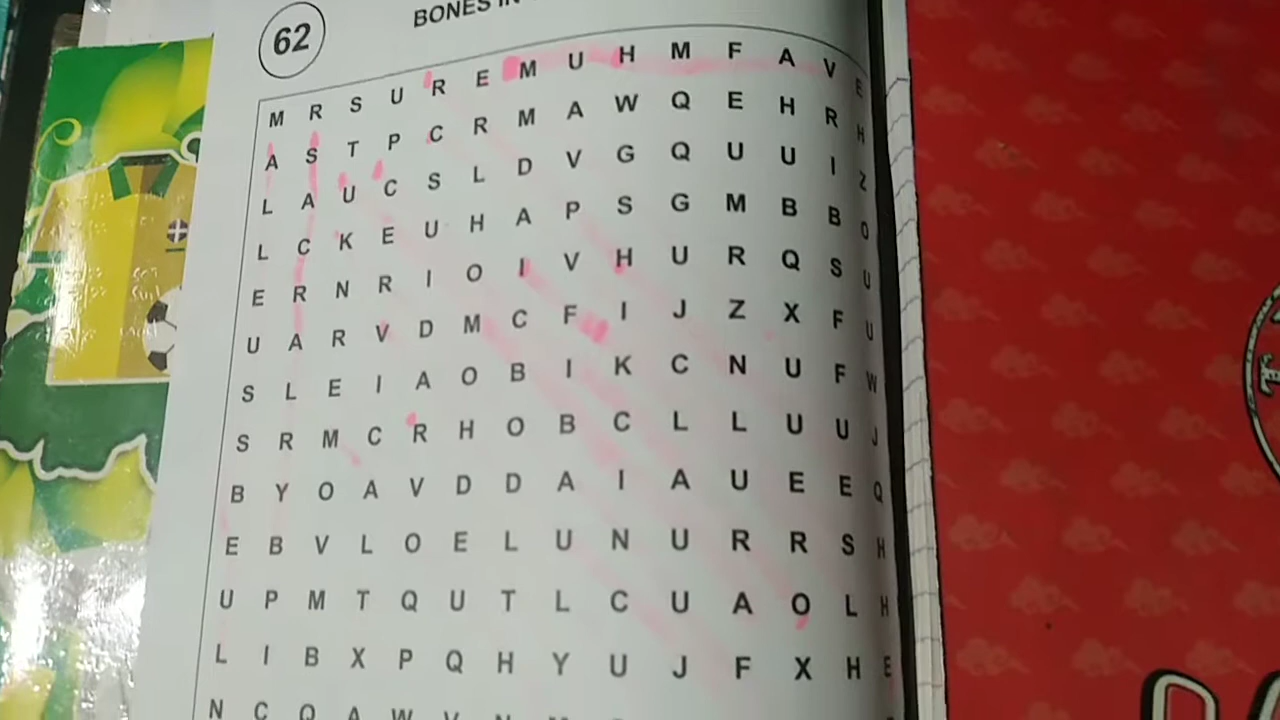 62
BONES IN
M R S U R E M U H M F A V E
A S T P C R M A W Q E H R H
L A U C S L D V G Q U U I Z
L C K E U H A P S G M B B O
E R N R I O I V H U R Q S U
U A R V D M C F I J Z X F U
S L E I A O B I K C N U F W
S R M C R H O B C L L U U J
B Y O A V D D A I A U E E Q
E B V L O E L U N U R R S H
U P M T Q U T L C U A O L H
L I B X P Q H Y U J F X H E
N C